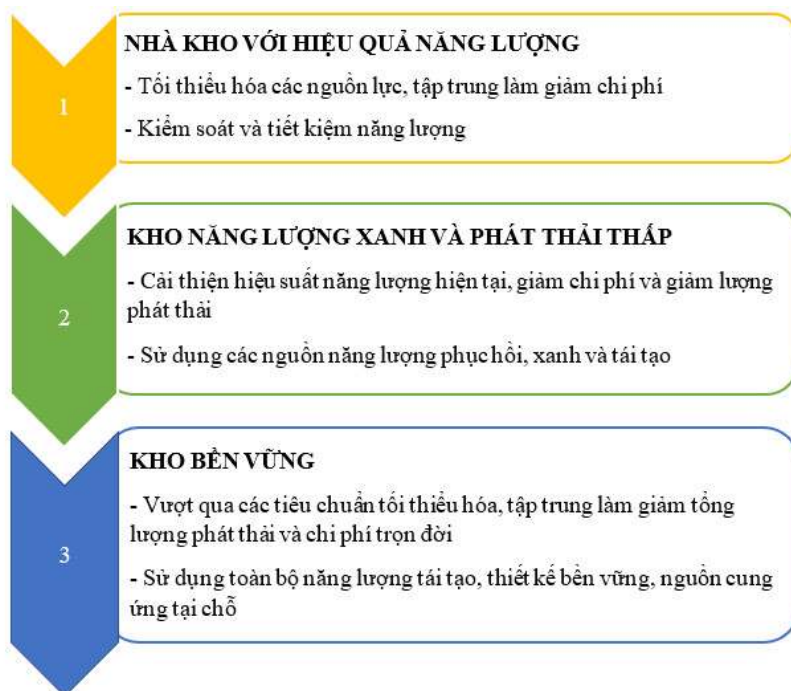 1
NHÀ KHO VỚI HIỆU QUẢ NĂNG LƯỢNG
- Tối thiểu hóa các nguồn lực, tập trung làm giảm chi phí
- Kiểm soát và tiết kiệm năng lượng
2
KHO NĂNG LƯỢNG XANH VÀ PHÁT THẢI THẤP
- Cải thiện hiệu suất năng lượng hiện tại, giảm chi phí và giảm lượng
phát thải
- Sử dụng các nguồn năng lượng phục hồi, xanh và tái tạo
3
KHO BỀN VỮNG
- Vượt qua các tiêu chuẩn tối thiểu hóa, tập trung làm giảm tổng
lượng phát thải và chi phí trọn đời
- Sử dụng toàn bộ năng lượng tái tạo, thiết kế bền vững, nguồn cung
ứng tại chỗ